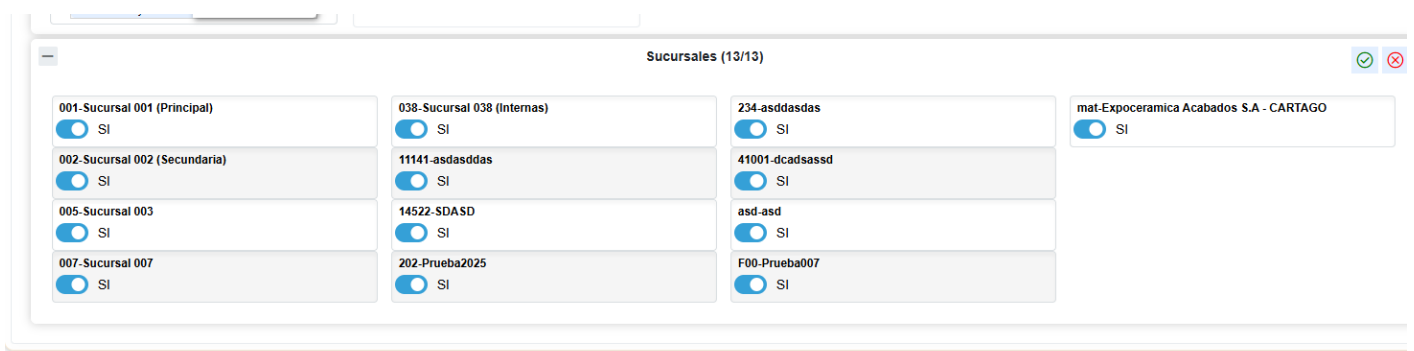 Sucursales (13/13)
001-Sucursal 001 (Principal)
SI
002-Sucursal 002 (Secundaria)
SI
005-Sucursal 003
SI
007-Sucursal 007
SI
038-Sucursal 038 (Internas)
SI
11141-asdasddas
SI
14522-SDASD
SI
202-Prueba2025
SI
234-asddasdas
SI
41001-dcadsassd
SI
asd-asd
SI
F00-Prueba007
SI
mat-Expoceramica Acabados S.A - CARTAGO
SI